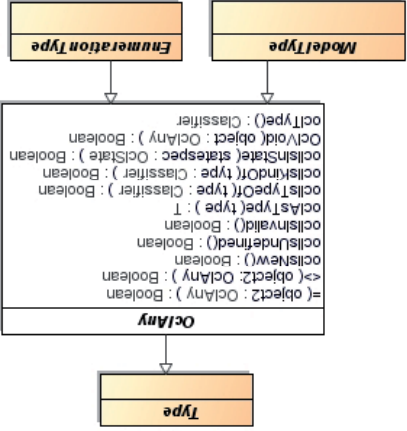 Type
OclAny
=( object2 : OclAny ) : Boolean
<>( object2: OclAny ) : Boolean
oclIsNew() : Boolean
oclIsUndefined() : Boolean
oclIsInvalid() : Boolean
oclAsType( type ) : T
oclIsTypeOf( type : Classifier ) : Boolean
oclIsKindOf( type : Classifier ) : Boolean
oclIsInState( statespec : OclState ) : Boolean
OclVoid( object : OclAny ) : Boolean
oclType() : Classifier
ModelType
EnumerationType